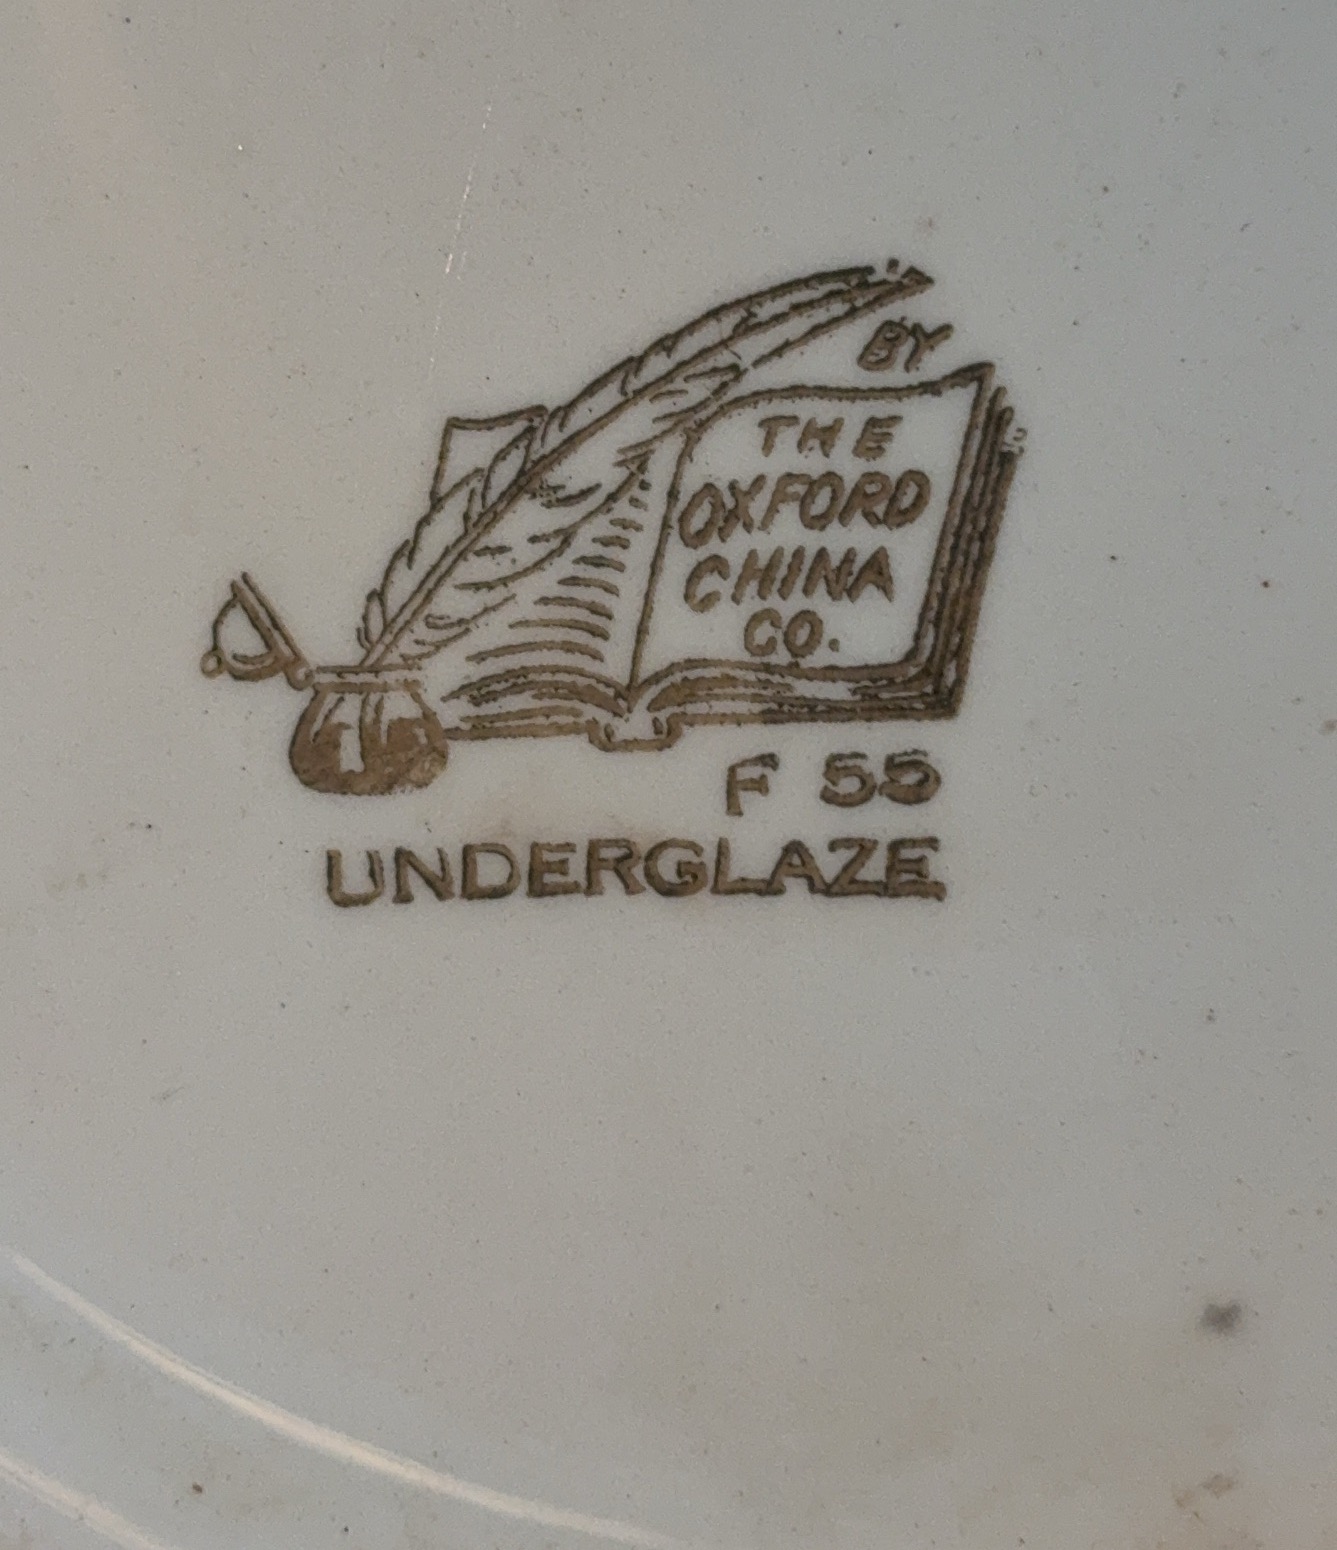 BY
THE
OXFORD
CHINA
CO.
F 55
UNDERGLAZE